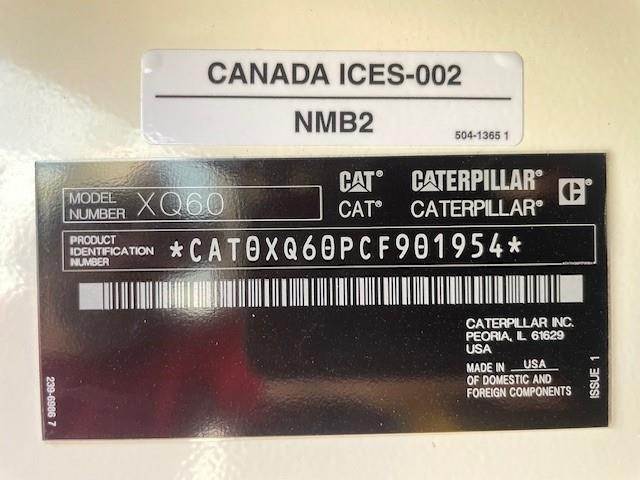 CANADA ICES-002
NMB2
504-1365 1
MODEL NUMBER XQ60
CAT® CATERPILLAR®
CAT® CATERPILLAR® C®
PRODUCT IDENTIFICATION NUMBER *CAT0XQ60PCF901954*
CATERPILLAR INC.
PEORIA, IL 61629
USA
MADE IN USA
OF DOMESTIC AND
FOREIGN COMPONENTS
ISSUE 1
239-6986 7